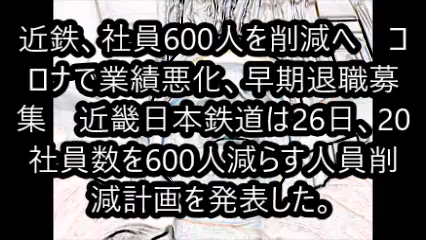 近鉄、社員600人を削減へ　コ
ロナで業績悪化、早期退職募
集　近畿日本鉄道は26日、20
社員数を600人減らす人員削
減計画を発表した。